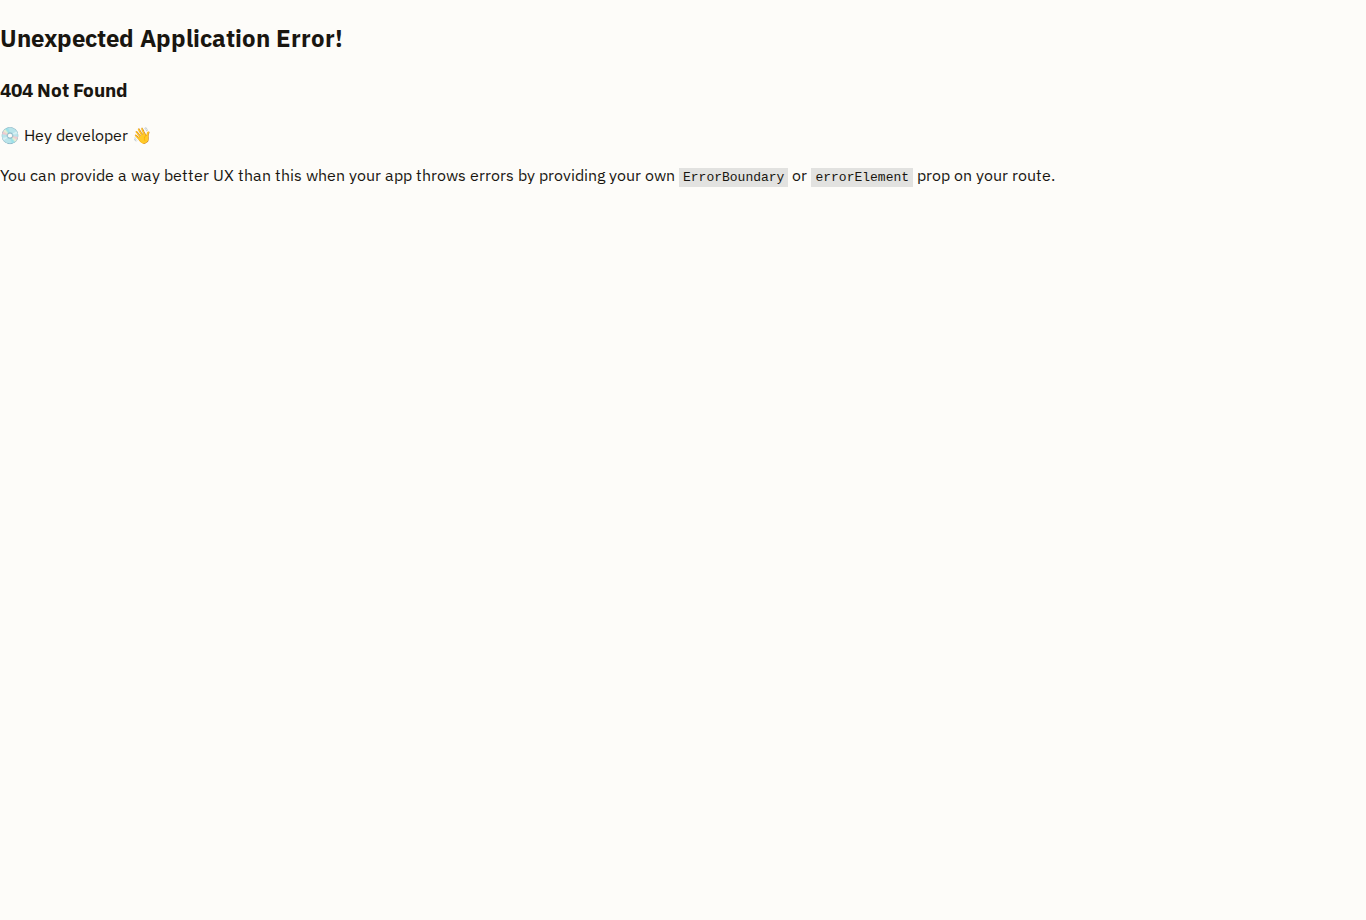 Unexpected Application Error!
404 Not Found
💿 Hey developer 👋
You can provide a way better UX than this when your app throws errors by providing your own ErrorBoundary or errorElement prop on your route.